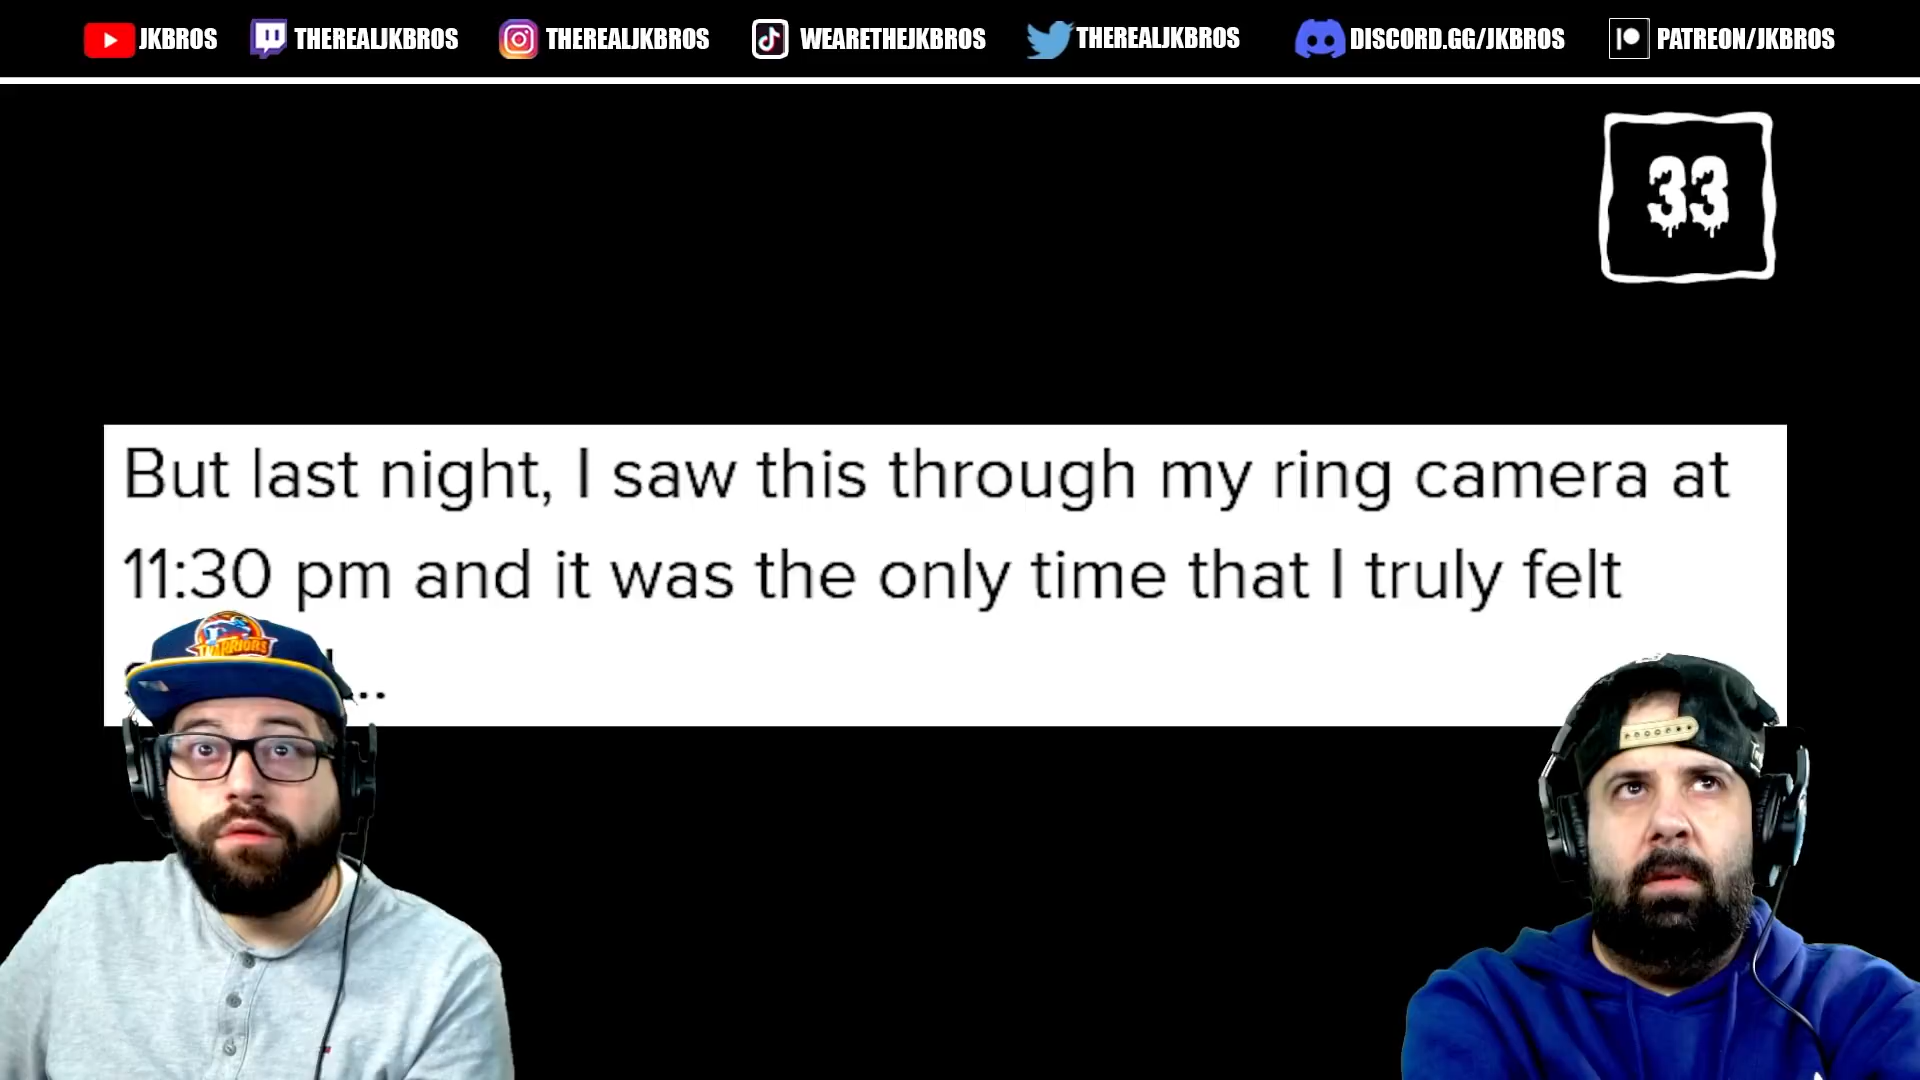 JKBROS THEREALJKBROS THEREALJKBROS WEARETHEJKBROS THEREALJKBROS DISCORD.GG/JKBROS PATREON/JKBROS
33
But last night, I saw this through my ring camera at
11:30 pm and it was the only time that I truly felt
WARRIORS